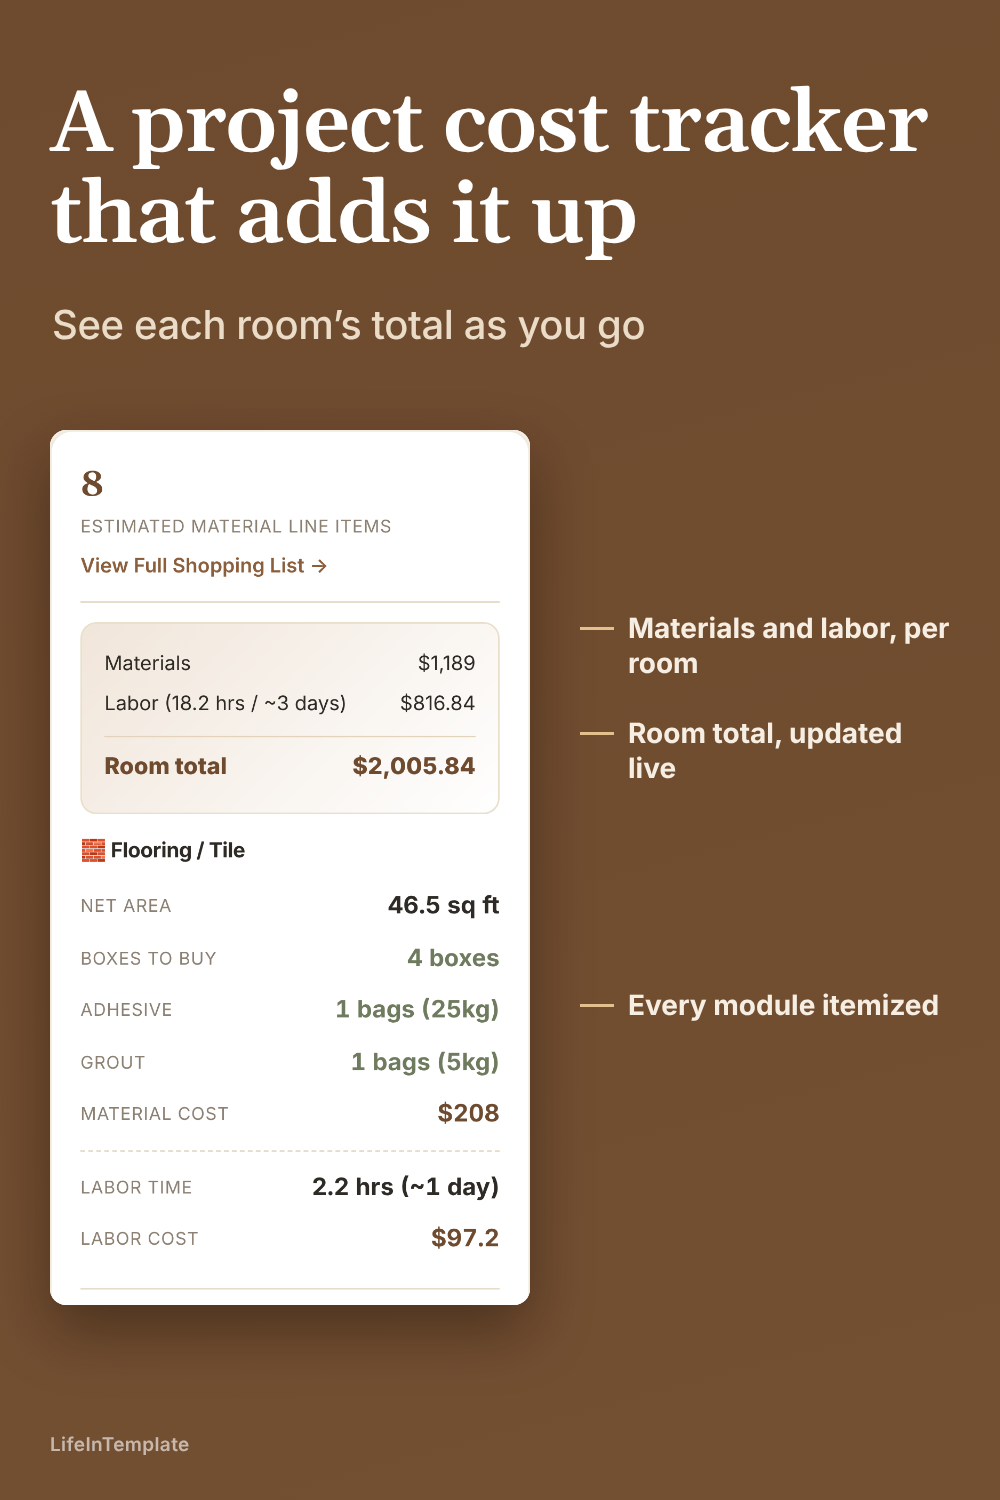 A project cost tracker
that adds it up
See each room’s total as you go
8
ESTIMATED MATERIAL LINE ITEMS
View Full Shopping List →
Materials $1,189
Labor (18.2 hrs / ~3 days) $816.84
Room total $2,005.84
Materials and labor, per
room
Room total, updated
live
🧱 Flooring / Tile
NET AREA 46.5 sq ft
BOXES TO BUY 4 boxes
ADHESIVE 1 bags (25kg)
GROUT 1 bags (5kg)
MATERIAL COST $208
LABOR TIME 2.2 hrs (~1 day)
LABOR COST $97.2
Every module itemized
LifeInTemplate